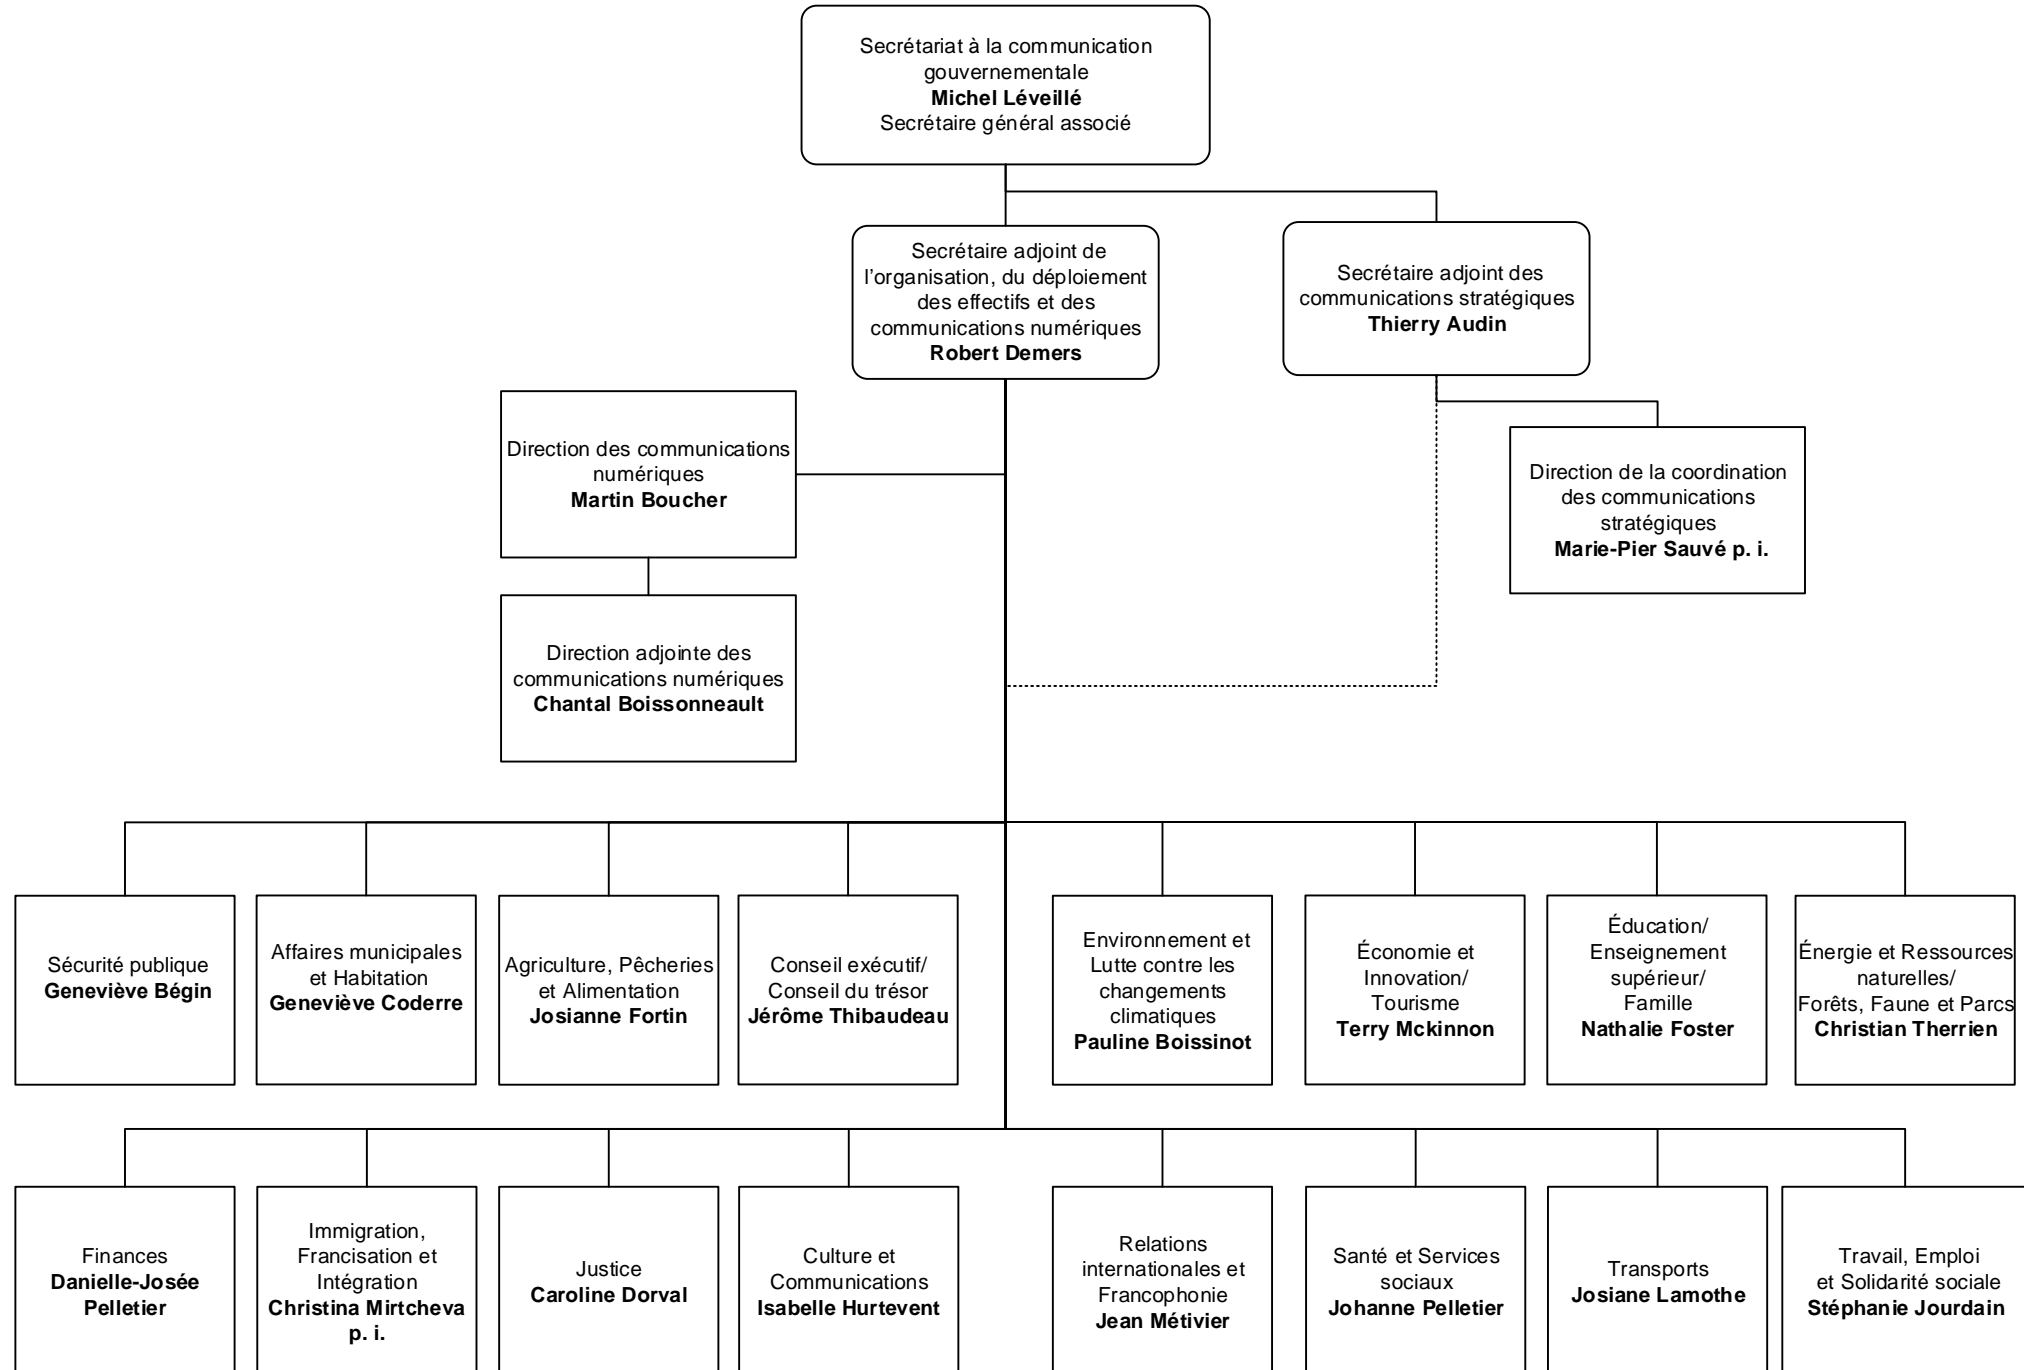 Secrétariat à la communication
gouvernementale
Michel Léveillé
Secrétaire général associé
Secrétaire adjoint de
l'organisation, du déploiement
des effectifs et des
communications numériques
Robert Demers
Secrétaire adjoint des
communications stratégiques
Thierry Audin
Direction des communications
numériques
Martin Boucher
Direction de la coordination
des communications
stratégiques
Marie-Pier Sauvé p. i.
Direction adjointe des
communications numériques
Chantal Boissonneault
Sécurité publique
Geneviève Bégin
Affaires municipales
et Habitation
Geneviève Coderre
Agriculture, Pêcheries
et Alimentation
Josianne Fortin
Conseil exécutif/
Conseil du trésor
Jérôme Thibaudeau
Environnement et
Lutte contre les
changements
climatiques
Pauline Boissinot
Économie et
Innovation/
Tourisme
Terry Mckinnon
Éducation/
Enseignement
supérieur/
Famille
Nathalie Foster
Énergie et Ressources
naturelles/
Forêts, Faune et Parcs
Christian Therrien
Finances
Danielle-Josée
Pelletier
Immigration,
Francisation et
Intégration
Christina Mirtcheva
p. i.
Justice
Caroline Dorval
Culture et
Communications
Isabelle Hurtevent
Relations
internationales et
Francophonie
Jean Métivier
Santé et Services
sociaux
Johanne Pelletier
Transports
Josiane Lamothe
Travail, Emploi
et Solidarité sociale
Stéphanie Jourdain